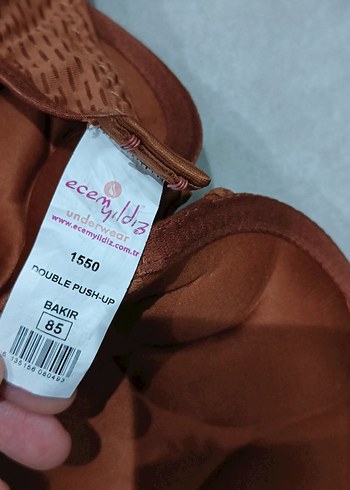 ecemyıldız
underwear
www.ecemyildiz.com.tr
1550
DOUBLE PUSH-UP
BAKIR
85